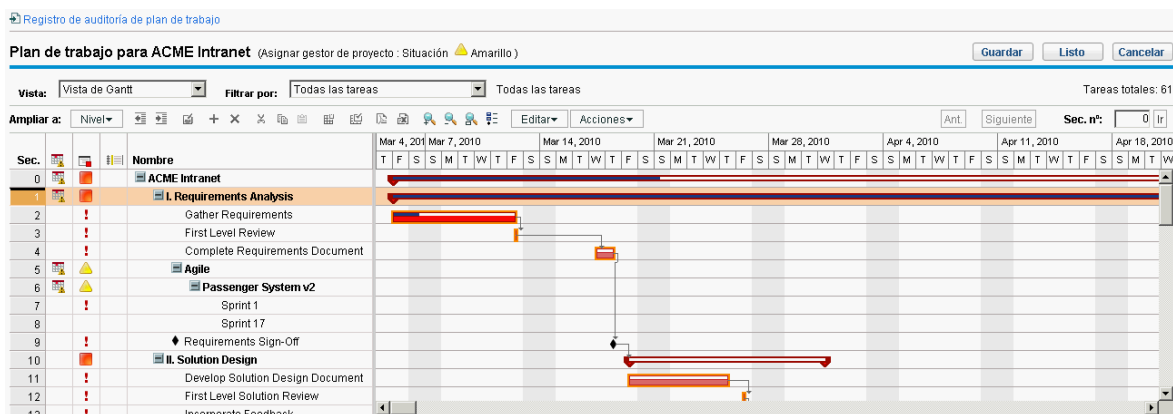 Registro de auditoría de plan de trabajo
Plan de trabajo para ACME Intranet (Asignar gestor de proyecto : Situación Amarillo ) Guardar Listo Cancelar
Vista: Vista de Gantt Filtrar por: Todas las tareas Todas las tareas Tareas totales: 61
Ampliar a: Nivel Editar Acciones Ant. Siguiente Sec. nº: 0 Ir
Mar 4, 201 Mar 7, 2010 Mar 14, 2010 Mar 21, 2010 Mar 28, 2010 Apr 4, 2010 Apr 11, 2010 Apr 18, 2010
Sec. Nombre T F S S M T W T F S S M T W T F S S M T W T F S S M T W T F S S M T W T F S S M T W T F S S M T W
0 ACME Intranet
1 I. Requirements Analysis
2 Gather Requirements
3 First Level Review
4 Complete Requirements Document
5 Agile
6 Passenger System v2
7 Sprint 1
8 Sprint 17
9 Requirements Sign-Off
10 II. Solution Design
11 Develop Solution Design Document
12 First Level Solution Review